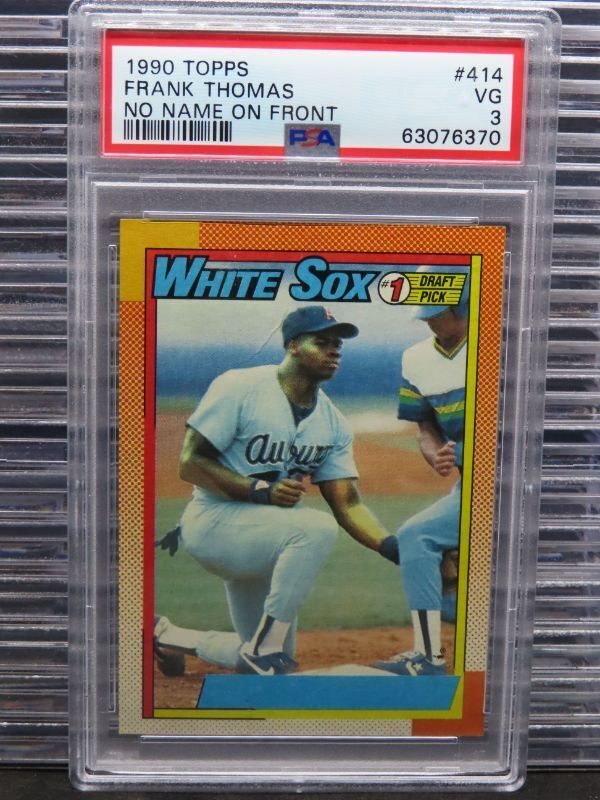 1990 TOPPS #414
FRANK THOMAS VG
NO NAME ON FRONT 3
PSA 63076370
WHITE SOX #1 DRAFT PICK
Auburn